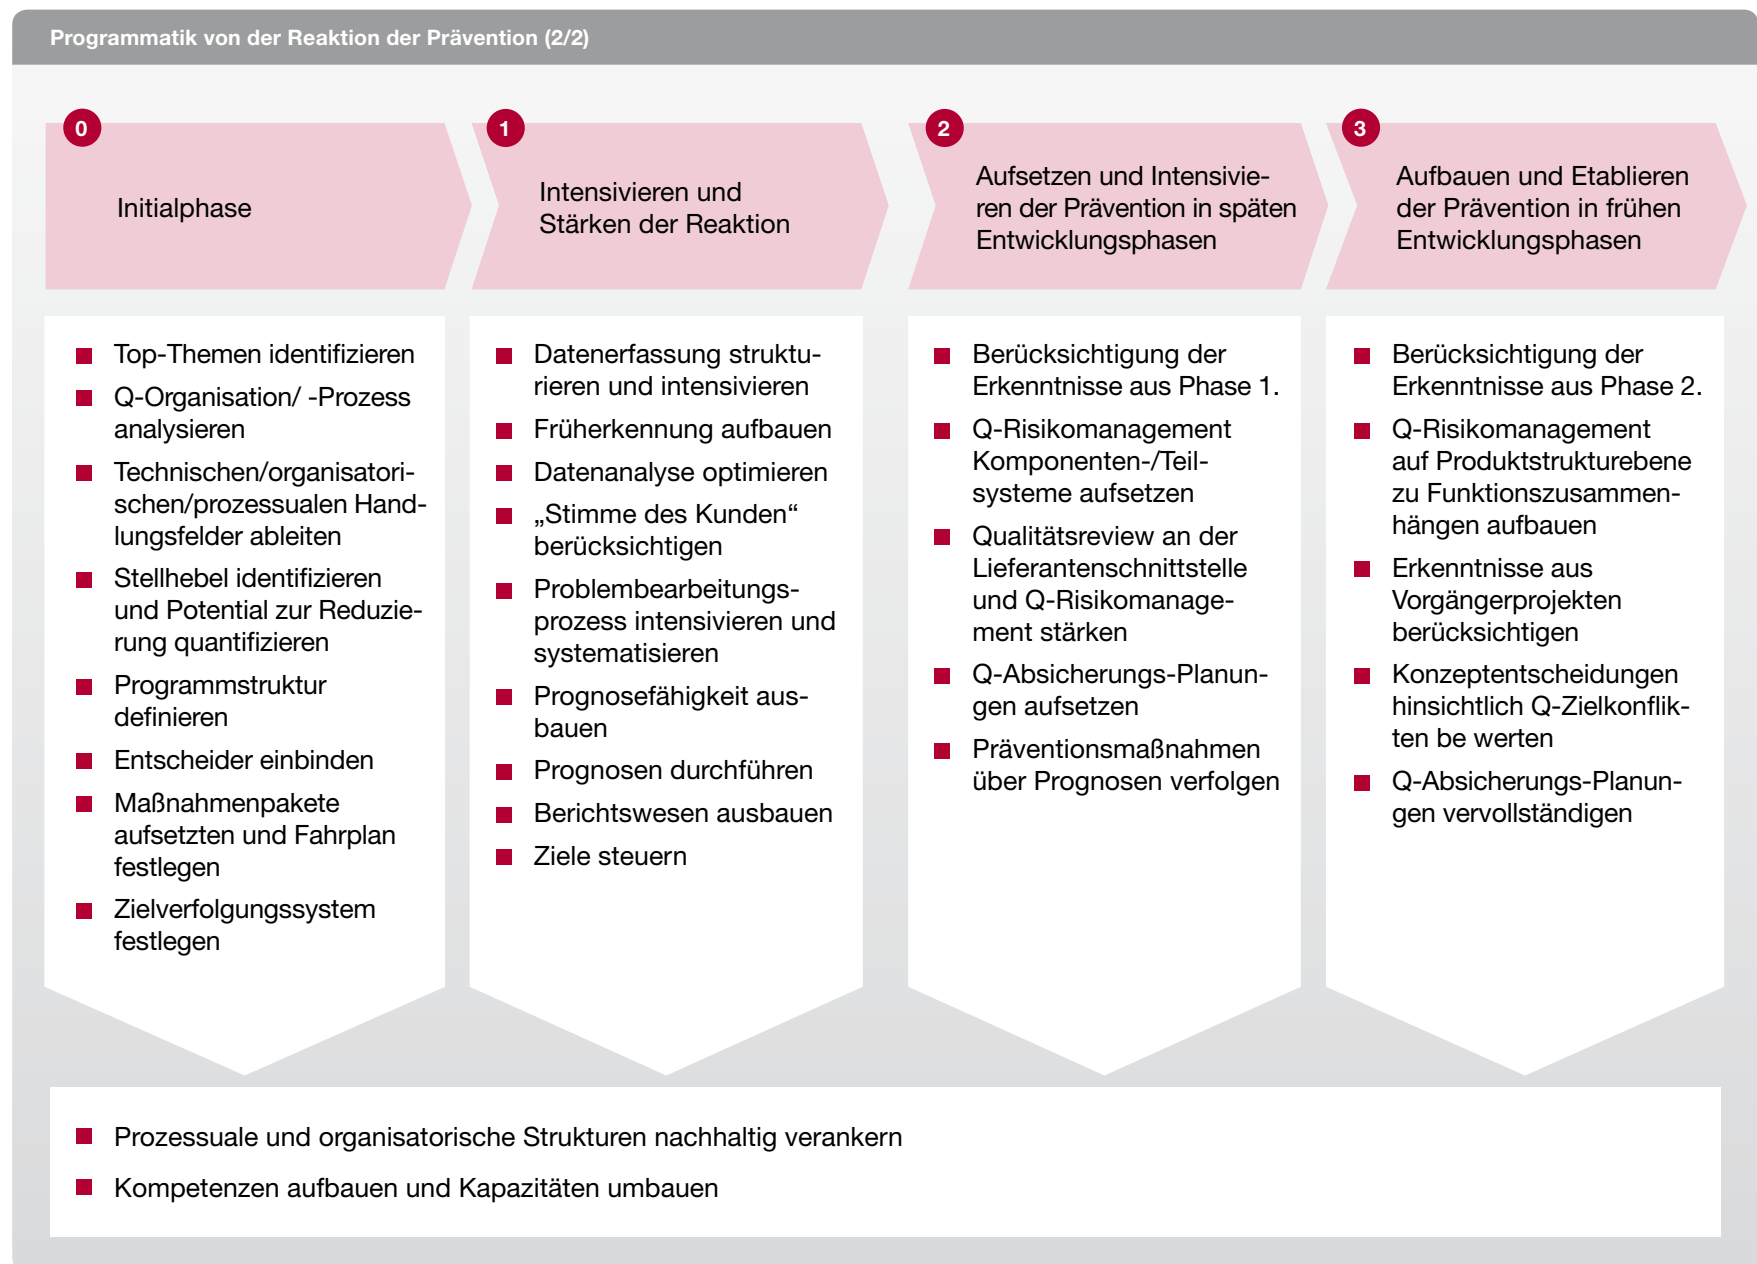 Programmatik von der Reaktion der Prävention (2/2)
0
Initialphase
1
Intensivieren und
Stärken der Reaktion
2
Aufsetzen und Intensivie-
ren der Prävention in späten
Entwicklungsphasen
3
Aufbauen und Etablieren
der Prävention in frühen
Entwicklungsphasen
Top-Themen identifizieren
Q-Organisation/ -Prozess
analysieren
Technischen/organisatori-
schen/prozessualen Hand-
lungsfelder ableiten
Stellhebel identifizieren
und Potential zur Reduzie-
rung quantifizieren
Programmstruktur
definieren
Entscheider einbinden
Maßnahmenpakete
aufsetzten und Fahrplan
festlegen
Zielverfolgungssystem
festlegen
Datenerfassung struktu-
rieren und intensivieren
Früherkennung aufbauen
Datenanalyse optimieren
„Stimme des Kunden“
berücksichtigen
Problembearbeitungs-
prozess intensivieren und
systematisieren
Prognosefähigkeit aus-
bauen
Prognosen durchführen
Berichtswesen ausbauen
Ziele steuern
Berücksichtigung der
Erkenntnisse aus Phase 1.
Q-Risikomanagement
Komponenten-/Teil-
systeme aufsetzen
Qualitätsreview an der
Lieferantenschnittstelle
und Q-Risikomanage-
ment stärken
Q-Absicherungs-Planun-
gen aufsetzen
Präventionsmaßnahmen
über Prognosen verfolgen
Berücksichtigung der
Erkenntnisse aus Phase 2.
Q-Risikomanagement
auf Produktstrukturebene
zu Funktionszusammen-
hängen aufbauen
Erkenntnisse aus
Vorgängerprojekten
berücksichtigen
Konzeptentscheidungen
hinsichtlich Q-Zielkonflik-
ten be werten
Q-Absicherungs-Planun-
gen vervollständigen
Prozessuale und organisatorische Strukturen nachhaltig verankern
Kompetenzen aufbauen und Kapazitäten umbauen